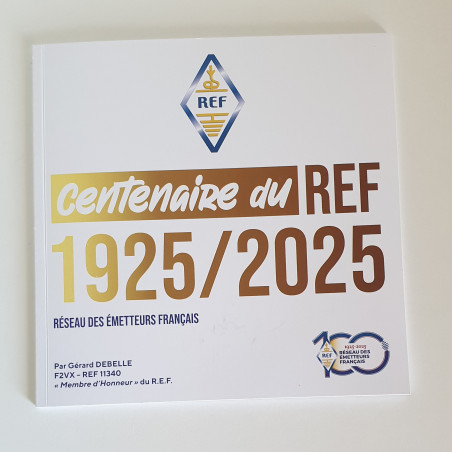 REF
Centenaire du REF
1925/2025
RÉSEAU DES ÉMETTEURS FRANÇAIS
Par Gérard DEBELLE
F2VX - REF 11340
« Membre d'Honneur » du R.E.F.
100
1925-2025
REF
RÉSEAU DES
ÉMETTEURS
FRANÇAIS